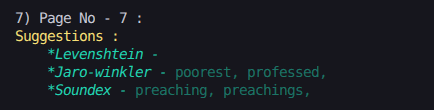 7) Page No - 7 :
Suggestions :
*Levenshtein -
*Jaro-winkler - poorest, professed,
*Soundex - preaching, preachings,